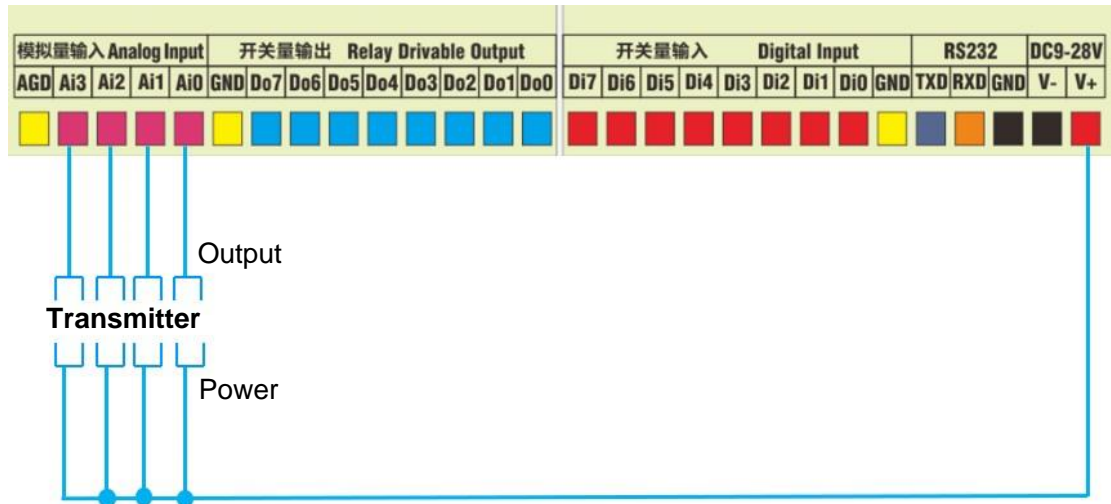 模拟量输入 Analog Input 开关量输出 Relay Drivable Output 开关量输入 Digital Input RS232 DC9-28V
AGD Ai3 Ai2 Ai1 Ai0 GND Do7 Do6 Do5 Do4 Do3 Do2 Do1 Do0 Di7 Di6 Di5 Di4 Di3 Di2 Di1 Di0 GND TXD RXD GND V- V+
Output
Transmitter
Power